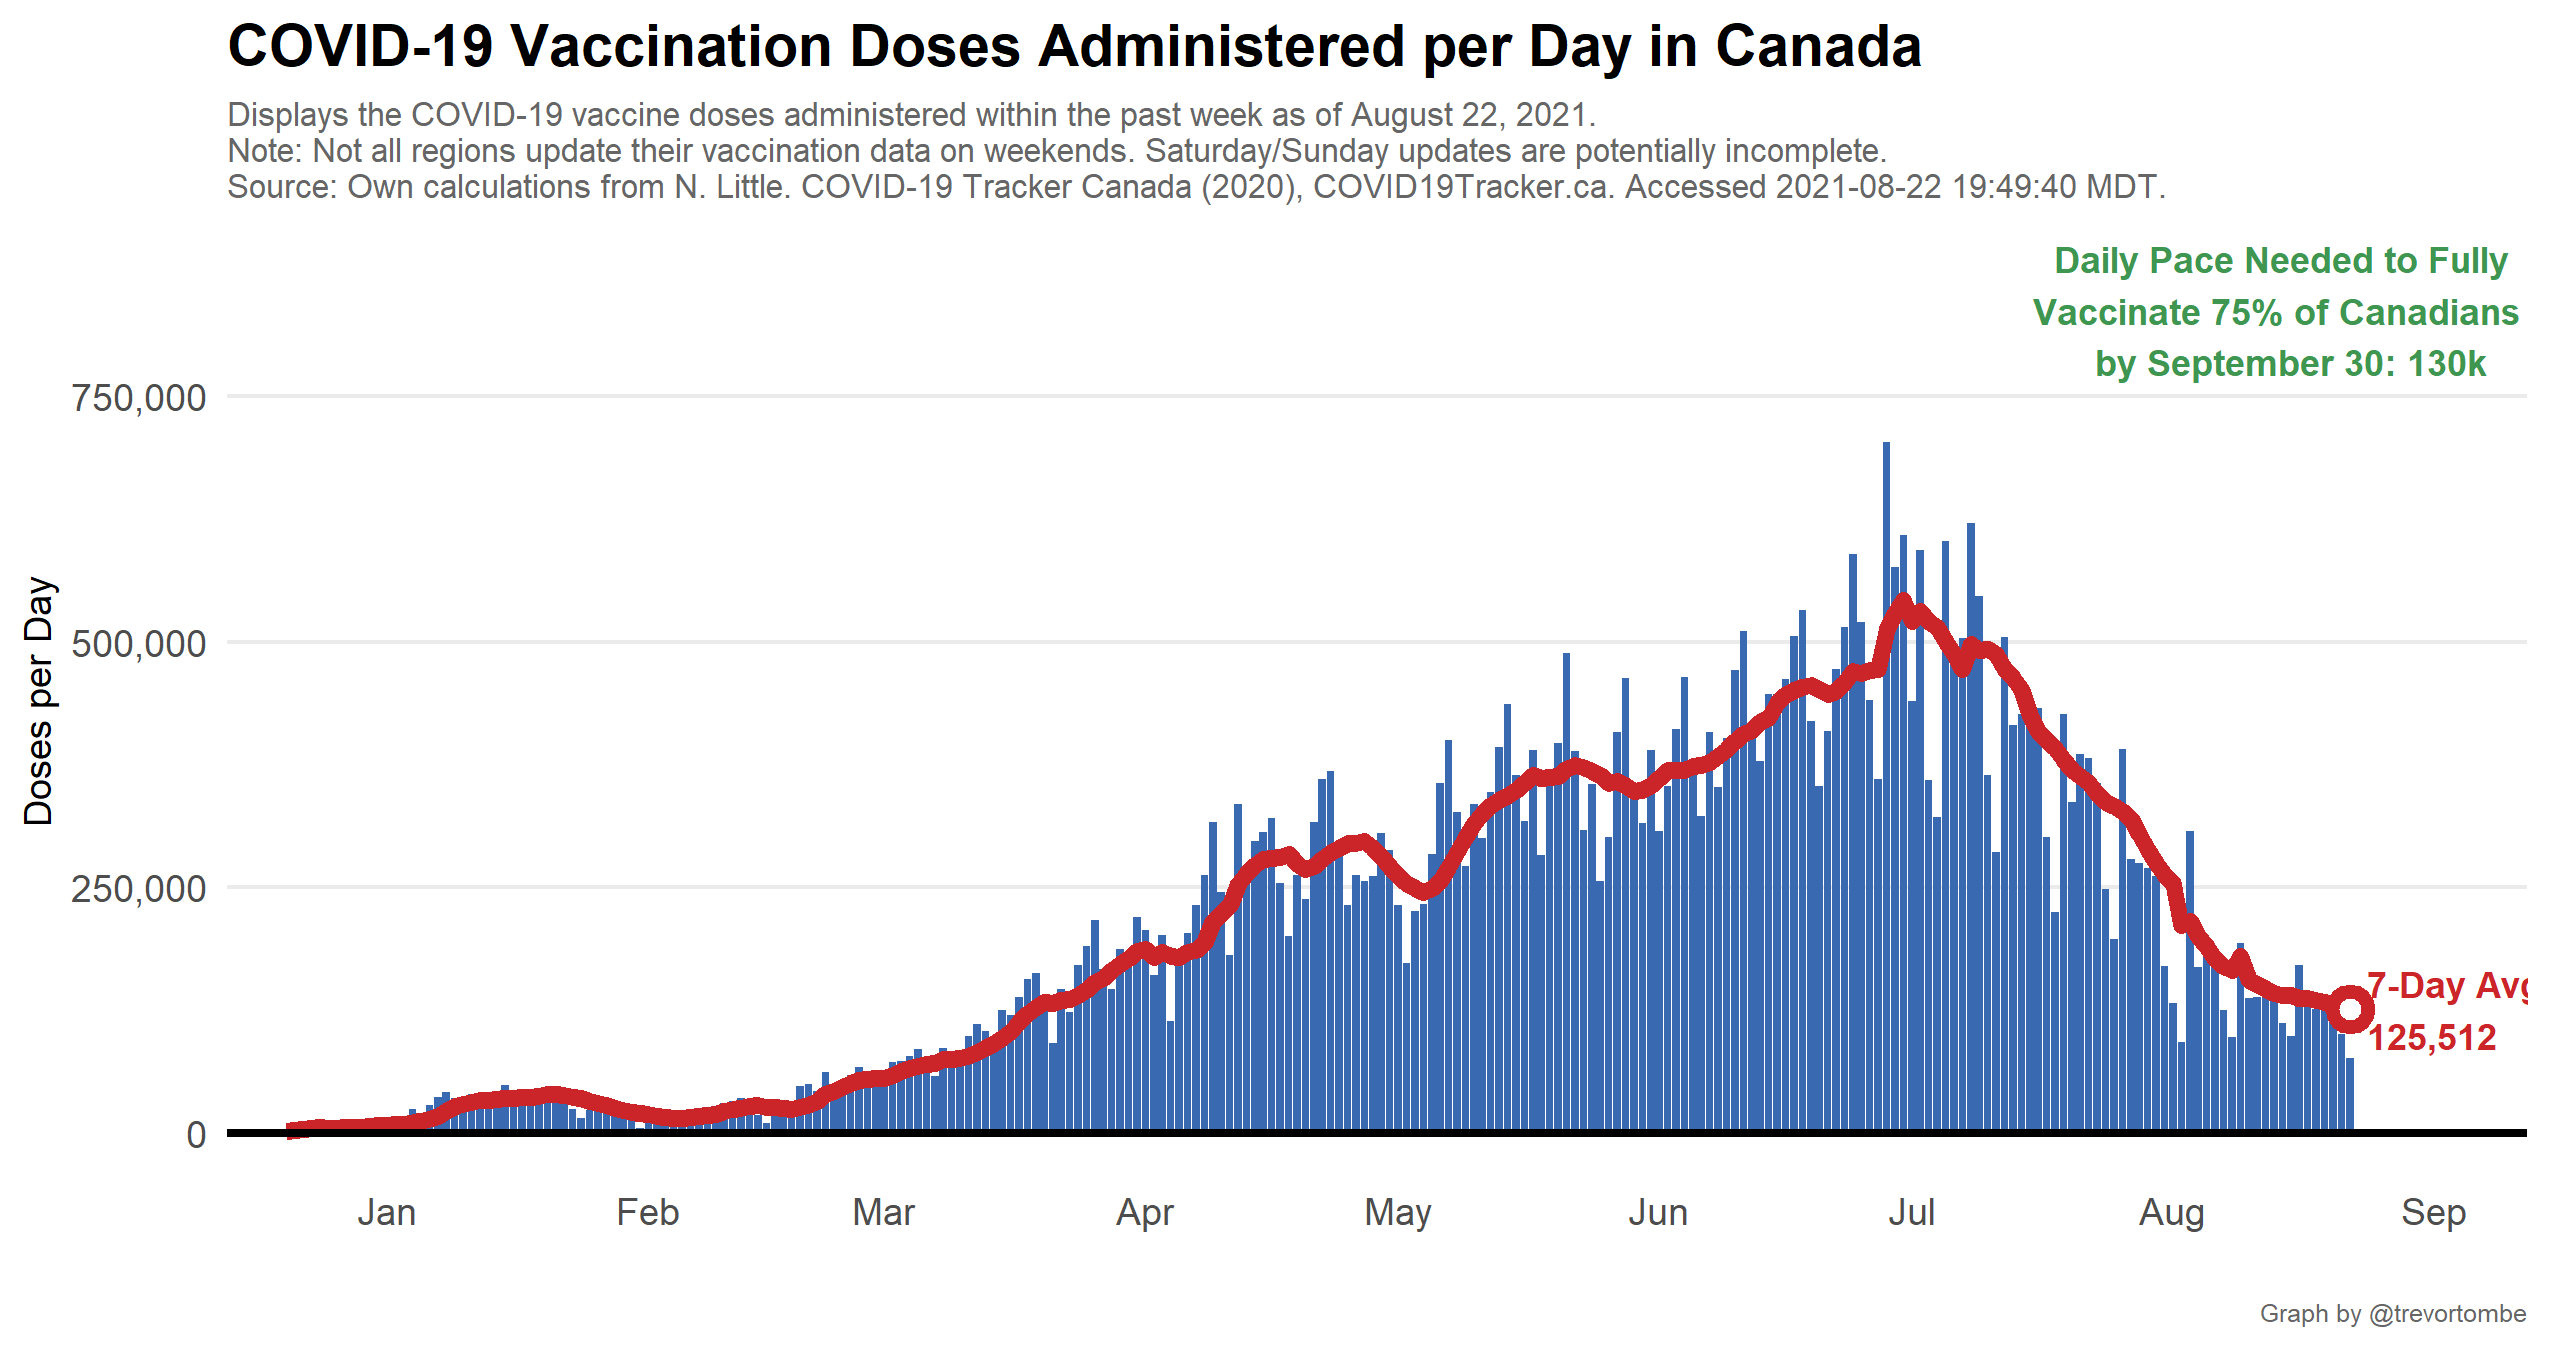 COVID-19 Vaccination Doses Administered per Day in Canada
Displays the COVID-19 vaccine doses administered within the past week as of August 22, 2021.
Note: Not all regions update their vaccination data on weekends. Saturday/Sunday updates are potentially incomplete.
Source: Own calculations from N. Little. COVID-19 Tracker Canada (2020), COVID19Tracker.ca. Accessed 2021-08-22 19:49:40 MDT.
Daily Pace Needed to Fully
Vaccinate 75% of Canadians
by September 30: 130k
750,000
500,000
250,000
0
Doses per Day
7-Day Avg
125,512
Jan Feb Mar Apr May Jun Jul Aug Sep
Graph by @trevortombe